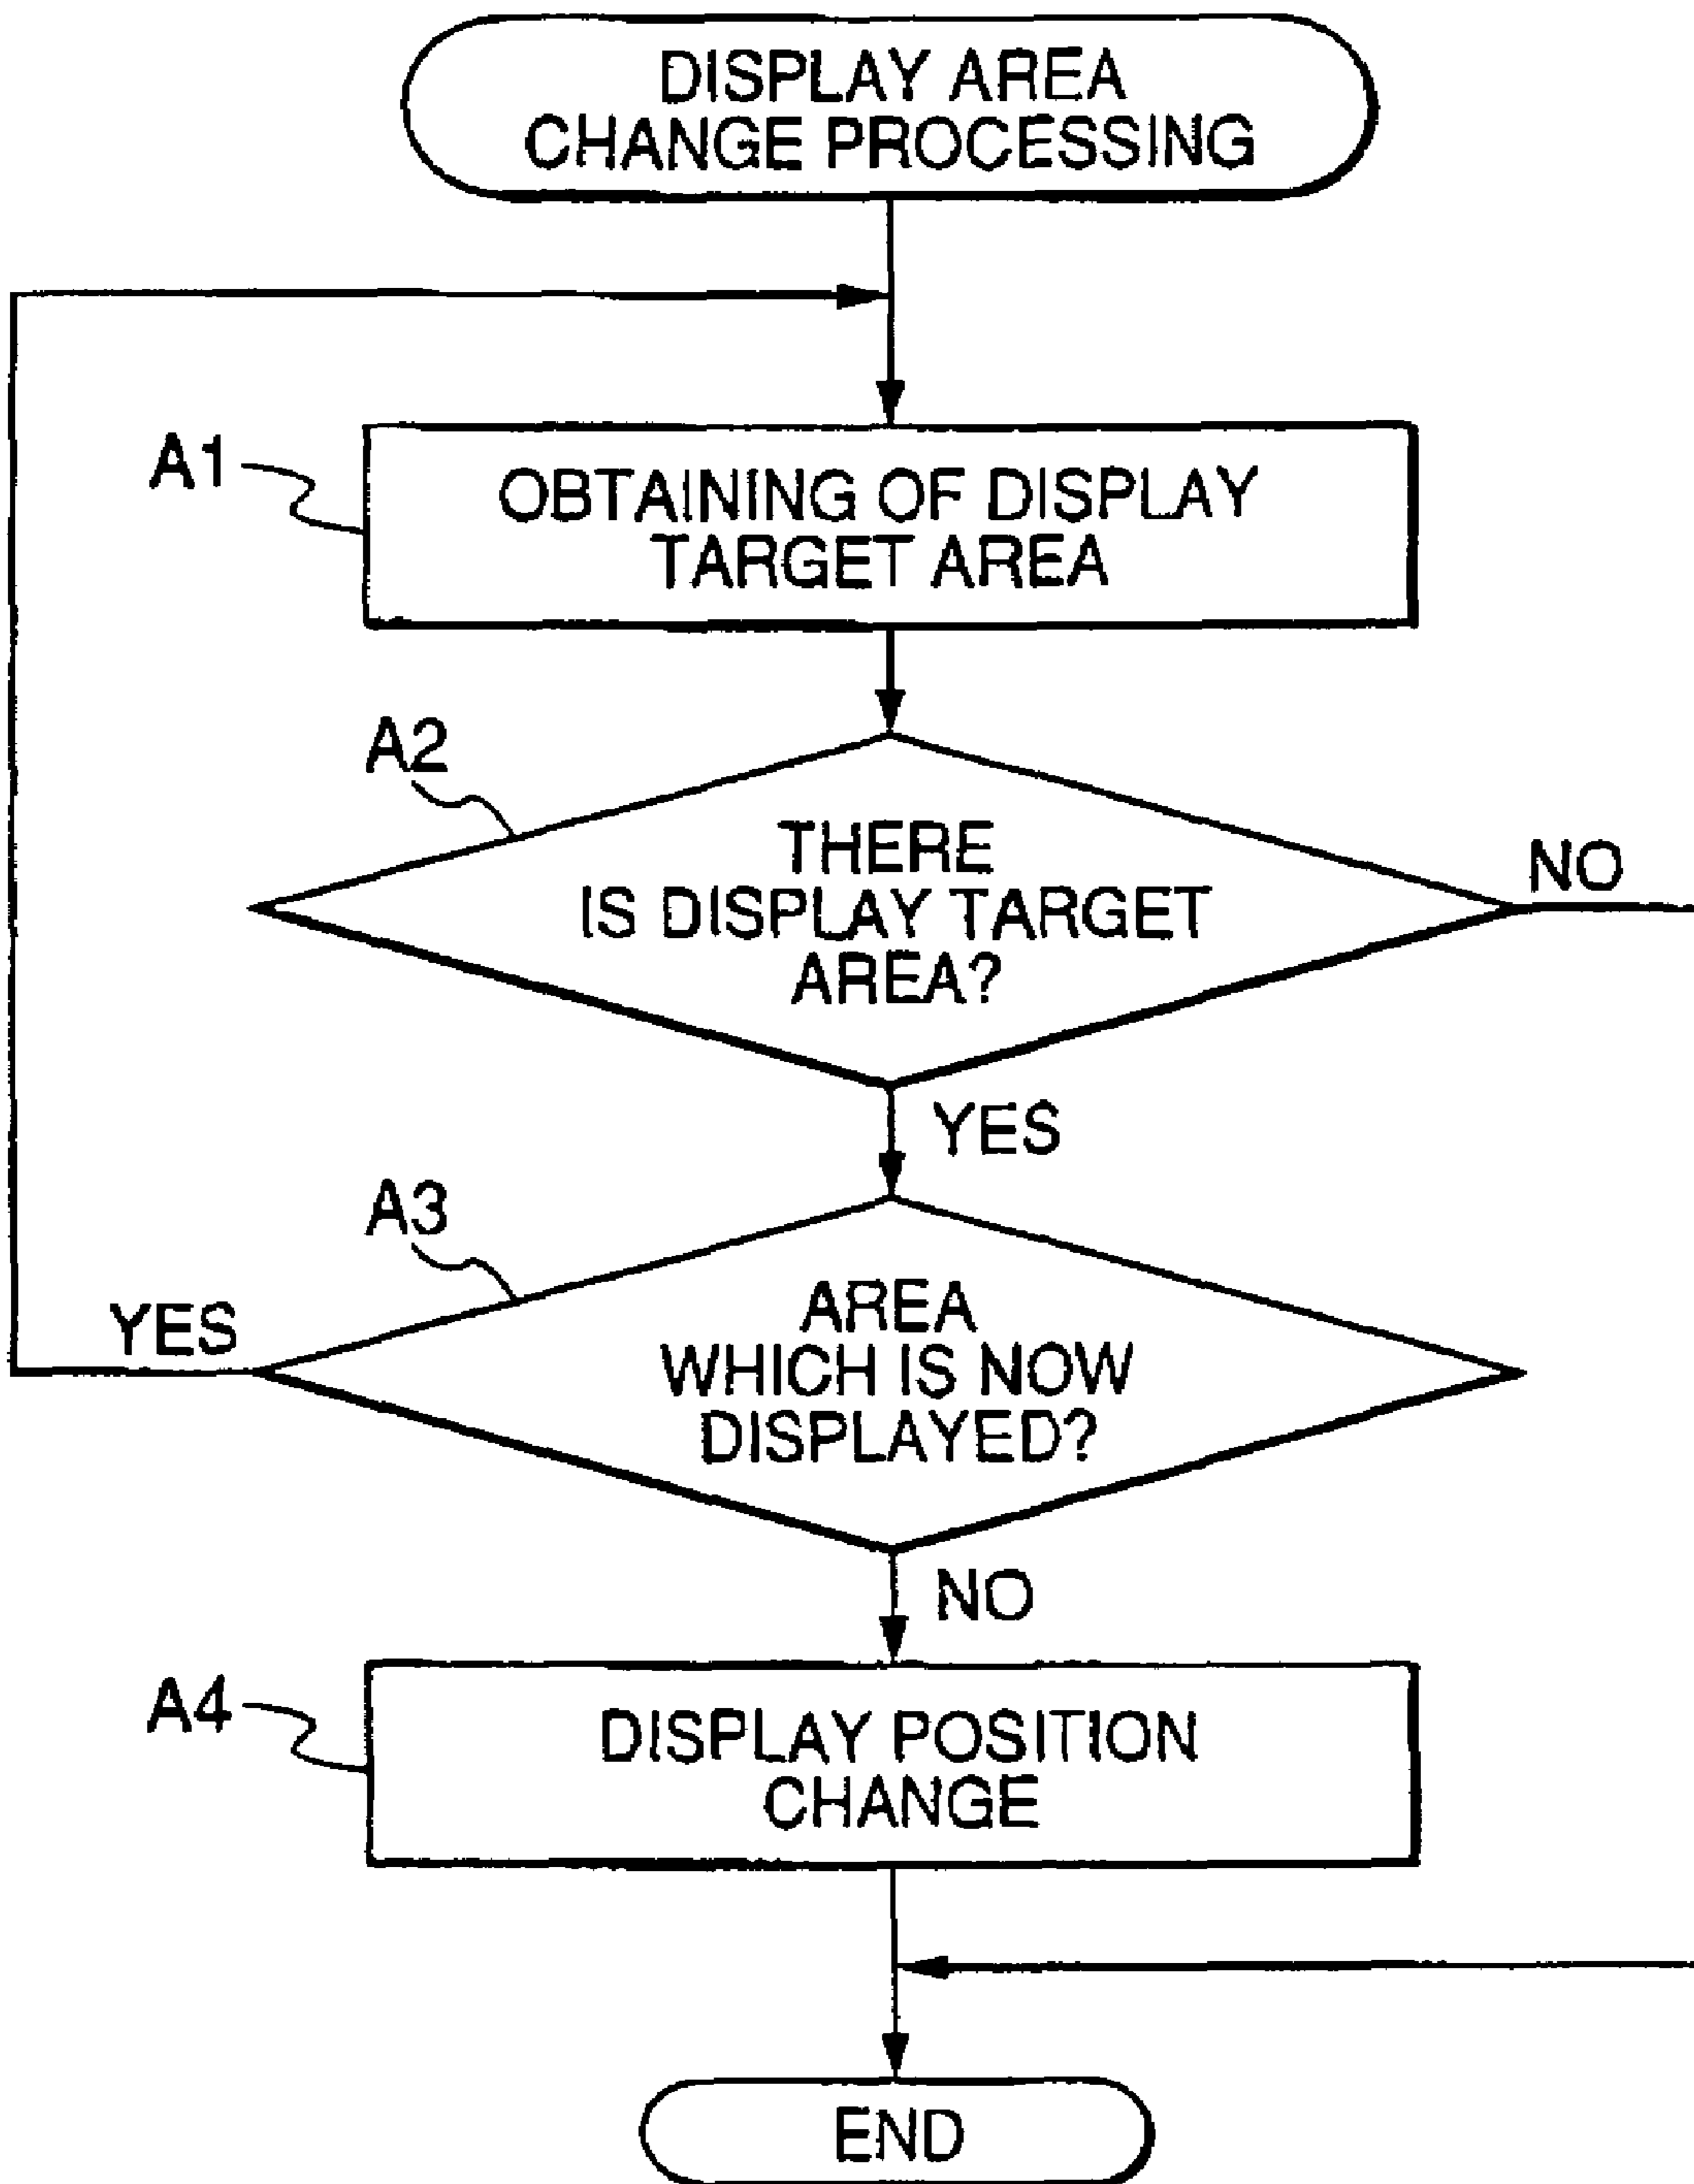 DISPLAY AREA
CHANGE PROCESSING
A1
OBTAINING OF DISPLAY
TARGET AREA
A2
THERE
IS DISPLAY TARGET
AREA?
NO
YES
A3
AREA
WHICH IS NOW
DISPLAYED?
YES
NO
A4
DISPLAY POSITION
CHANGE
END